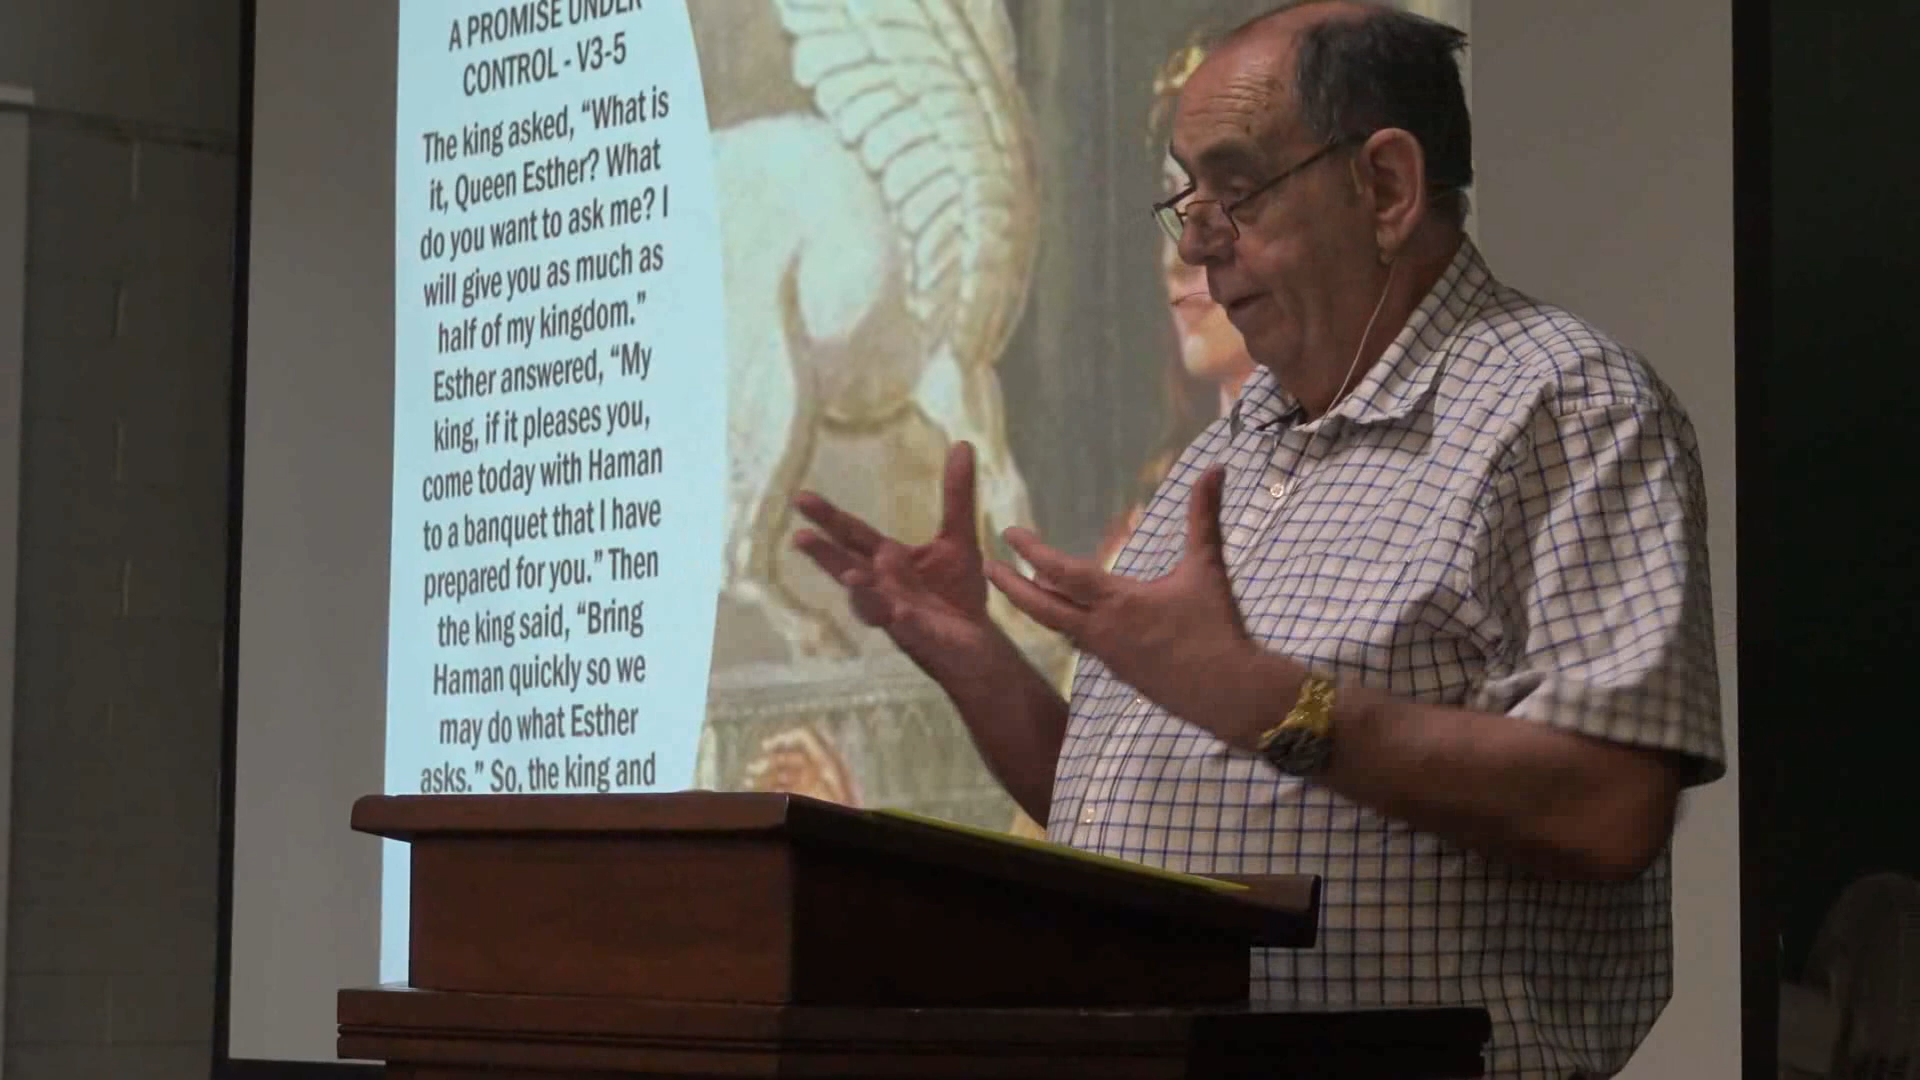 A PROMISE UNDER
CONTROL - V3-5
The king asked, “What is
it, Queen Esther? What
do you want to ask me? I
will give you as much as
half of my kingdom.”
Esther answered, “My
king, if it pleases you,
come today with Haman
to a banquet that I have
prepared for you.” Then
the king said, “Bring
Haman quickly so we
may do what Esther
asks.” So, the king and